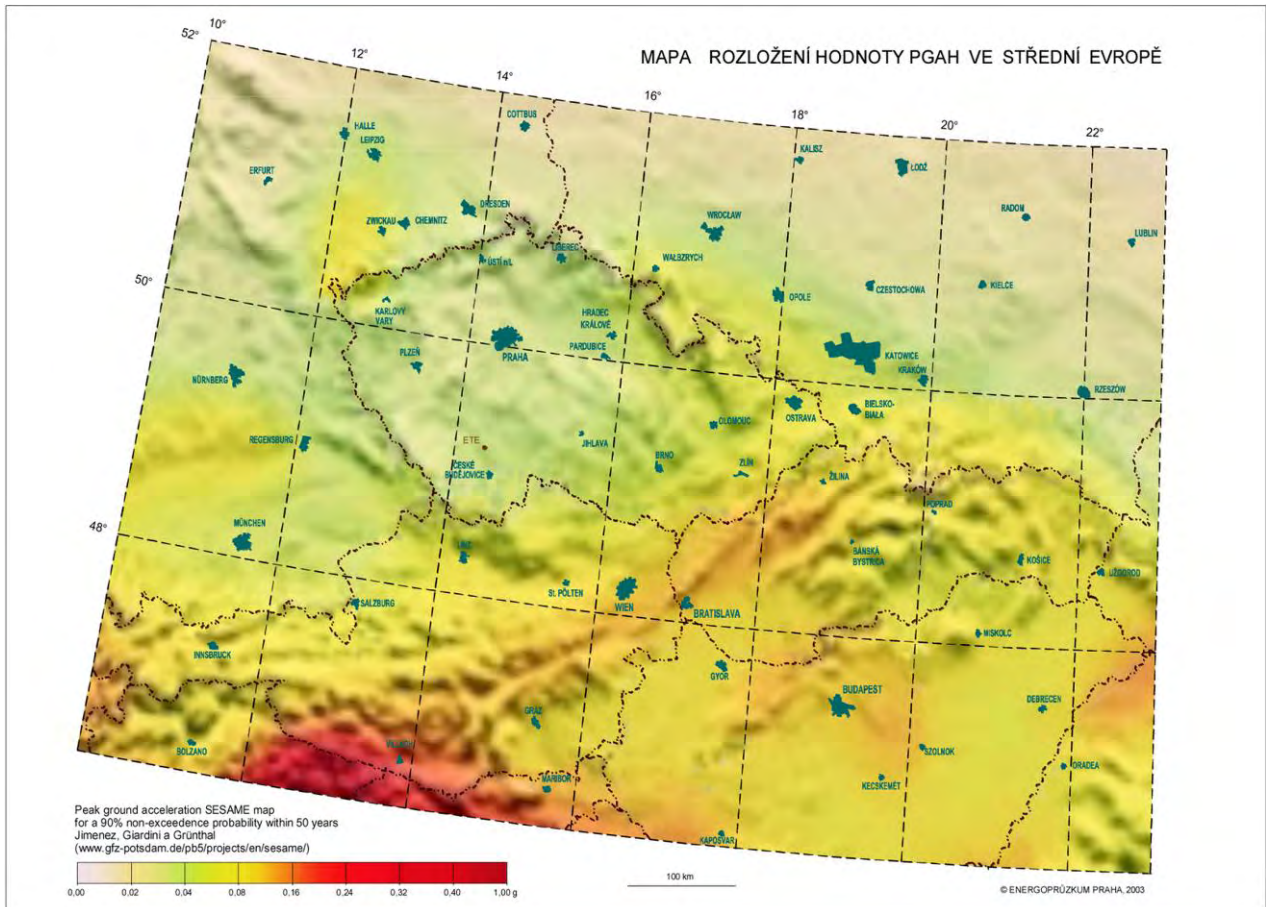 MAPA ROZLOŽENÍ HODNOTY PGAH VE STŘEDNÍ EVROPĚ
10°
52°
12°
14°
16°
18°
20°
22°
COTTBUS
HALLE
LEIPZIG
KALISZ
ŁODŹ
ERFURT
RADOM
DRESDEN
ZWICKAU
CHEMNITZ
WROCŁAW
LUBLIN
LIBEREC
ÚSTÍ n/L
WAŁBZRYCH
50°
OPOLE
CZESTOCHOWA
KIELCE
KARLOVY
VARY
HRADEC
KRÁLOVÉ
PLZEŇ
PRAHA
PARDUBICE
KATOWICE
KRAKÓW
NÜRNBERG
RZESZÓW
BIELSKO-
BIAŁA
OSTRAVA
OLOMOUC
REGENSBURG
ETE
JIHLAVA
BRNO
ČESKÉ
BUDĚJOVICE
ZLÍN
ŽILINA
48°
POPRAD
MÜNCHEN
LINZ
BANSKÁ
BYSTRICA
KOŠICE
UŽGOROD
St. PÖLTEN
WIEN
SALZBURG
BRATISLAVA
MISKOLC
INNSBRUCK
GYOR
BUDAPEST
DEBRECEN
GRAZ
BOLZANO
VILLACH
SZOLNOK
ORADEA
MARIBOR
KECSKEMÉT
KAPOSVAR
Peak ground acceleration SESAME map
for a 90% non-exceedence probability within 50 years
Jimenez, Giardini a Grünthal
(www.gfz-potsdam.de/pb5/projects/en/sesame/)
0,00 0,02 0,04 0,08 0,16 0,24 0,32 0,40 1,00 g
100 km
© ENERGOPRŮZKUM PRAHA, 2003